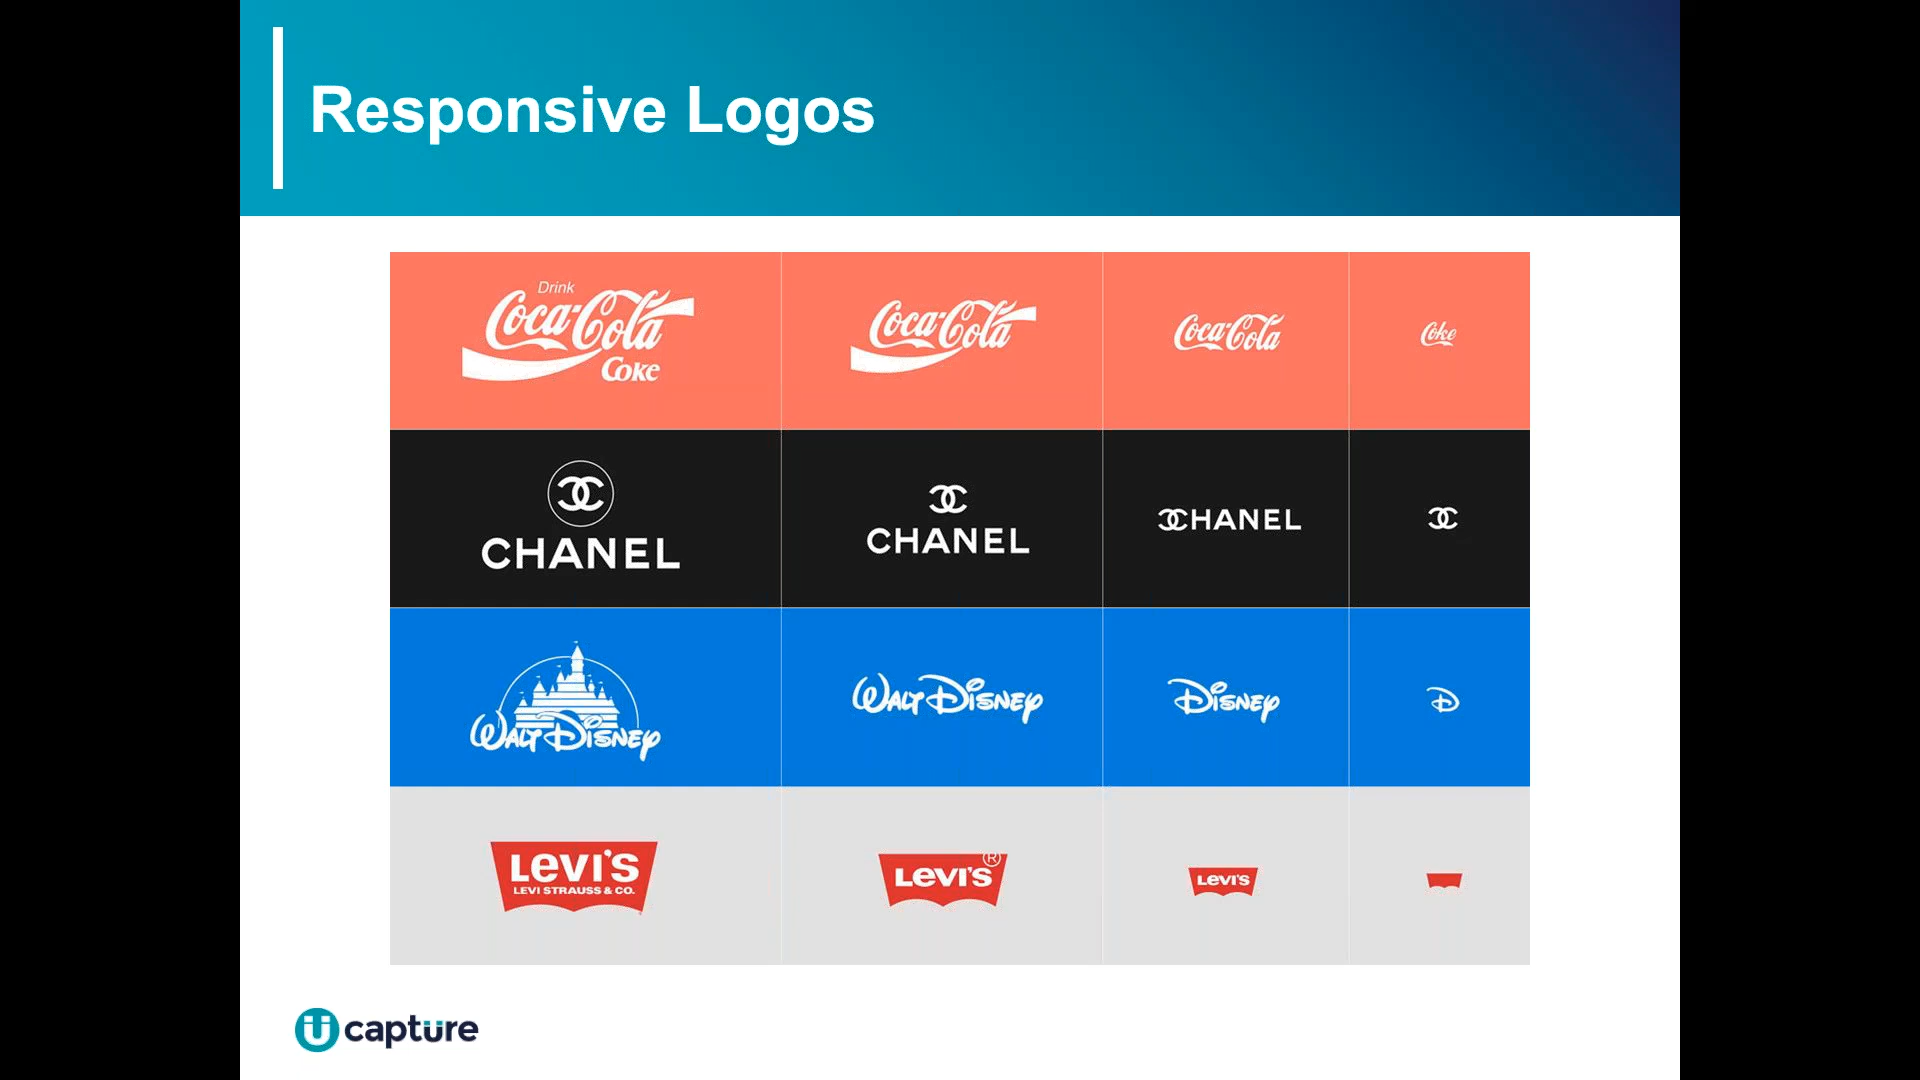 Responsive Logos
Drink
Coca-Cola
Coke
Coca-Cola
Coca-Cola
Coke
CHANEL
CHANEL
CHANEL
WALT DISNEY
WALT DISNEY
DISNEY
D
LEVI'S
LEVI STRAUSS & CO.
LEVI'S
®
LEVI'S
U capture